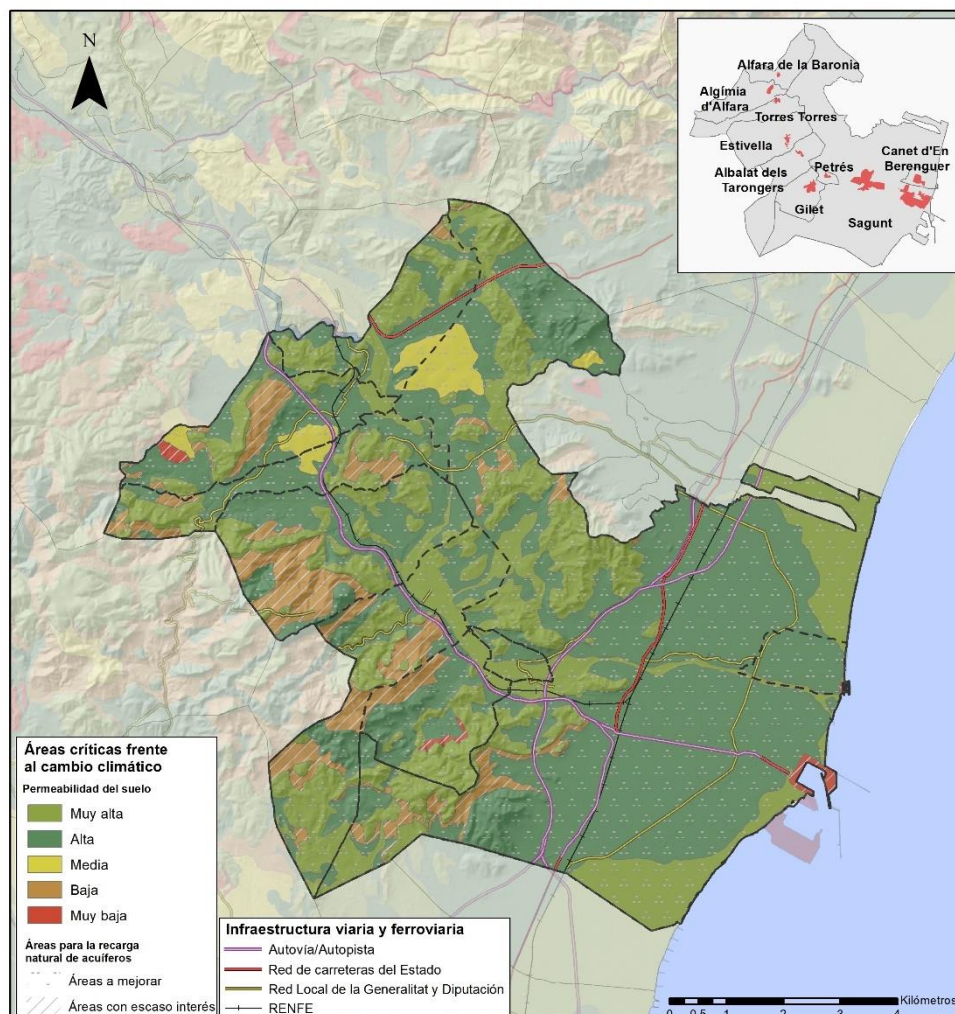 N
Alfara de la Baronia
Algímia
d'Alfara
Torres Torres
Estivella
Canet d'En
Berenguer
Petrés
Albalat dels
Tarongers
Gilet
Sagunt
Áreas críticas frente
al cambio climático
Permeabilidad del suelo
Muy alta
Alta
Media
Baja
Muy baja
Áreas para la recarga
natural de acuíferos
Áreas a mejorar
Áreas con escaso interés
Infraestructura viaria y ferroviaria
Autovía/Autopista
Red de carreteras del Estado
Red Local de la Generalitat y Diputación
RENFE
Kilómetros
0 0,5 1 2 3 4